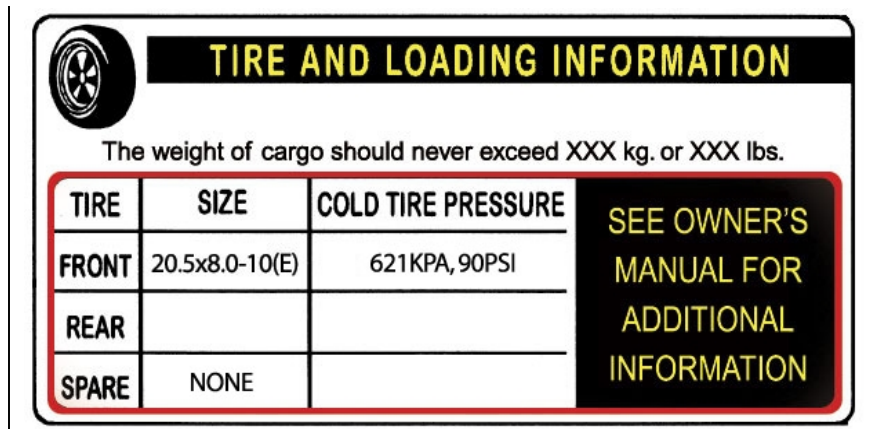 TIRE AND LOADING INFORMATION
The weight of cargo should never exceed XXX kg. or XXX lbs.
TIRE SIZE COLD TIRE PRESSURE
FRONT 20.5x8.0-10(E) 621KPA, 90PSI
REAR
SPARE NONE
SEE OWNER'S
MANUAL FOR
ADDITIONAL
INFORMATION